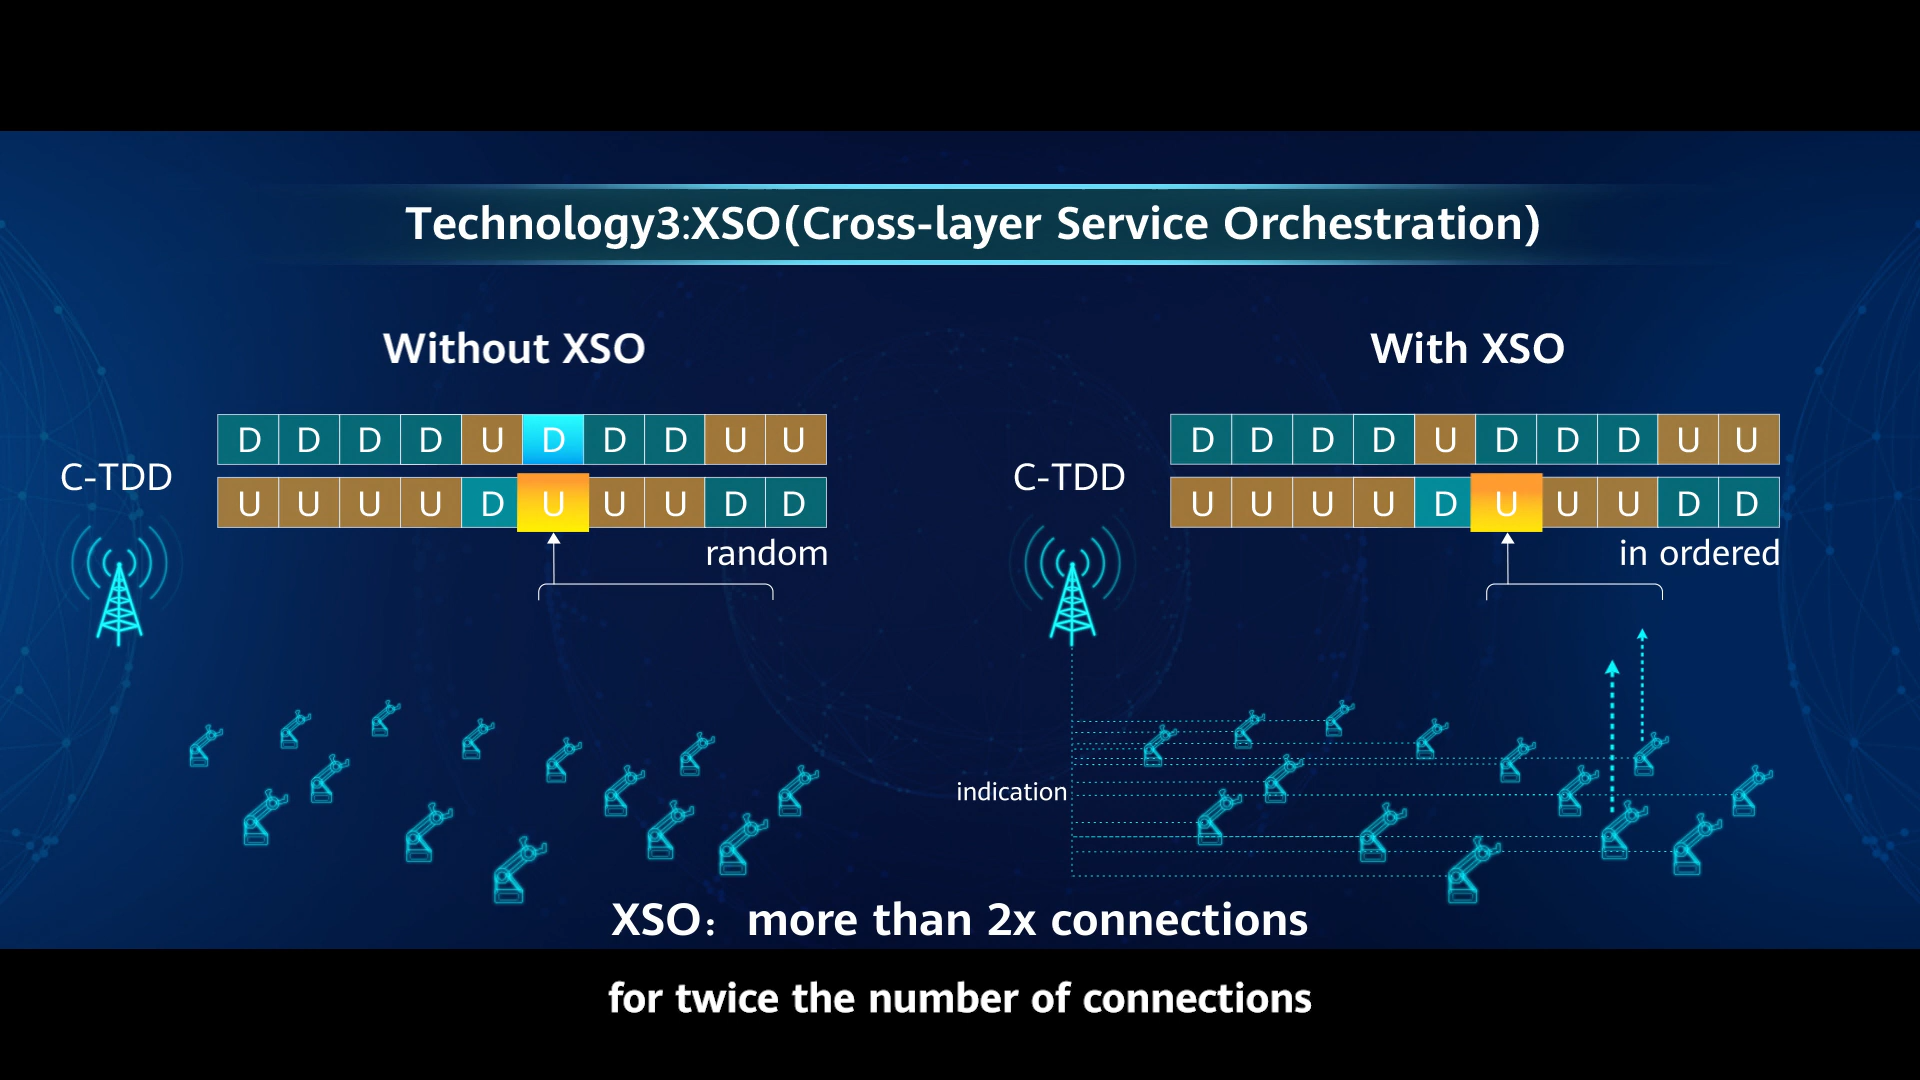 Technology3:XSO(Cross-layer Service Orchestration)
Without XSO
D D D D U D D D U U
C-TDD
U U U U D U U U D D
random
With XSO
D D D D U D D D U U
C-TDD
U U U U D U U U D D
in ordered
indication
XSO： more than 2x connections
for twice the number of connections